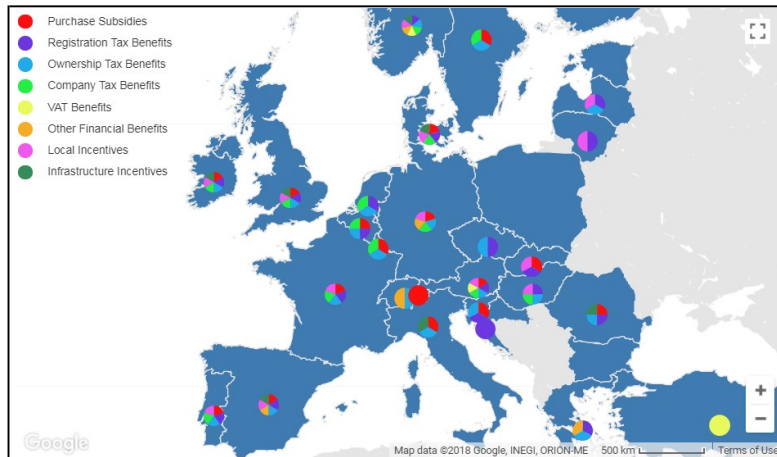 Purchase Subsidies
Registration Tax Benefits
Ownership Tax Benefits
Company Tax Benefits
VAT Benefits
Other Financial Benefits
Local Incentives
Infrastructure Incentives
+
−
Google
Map data ©2018 Google, INEGI, ORION-ME 500 km Terms of Use